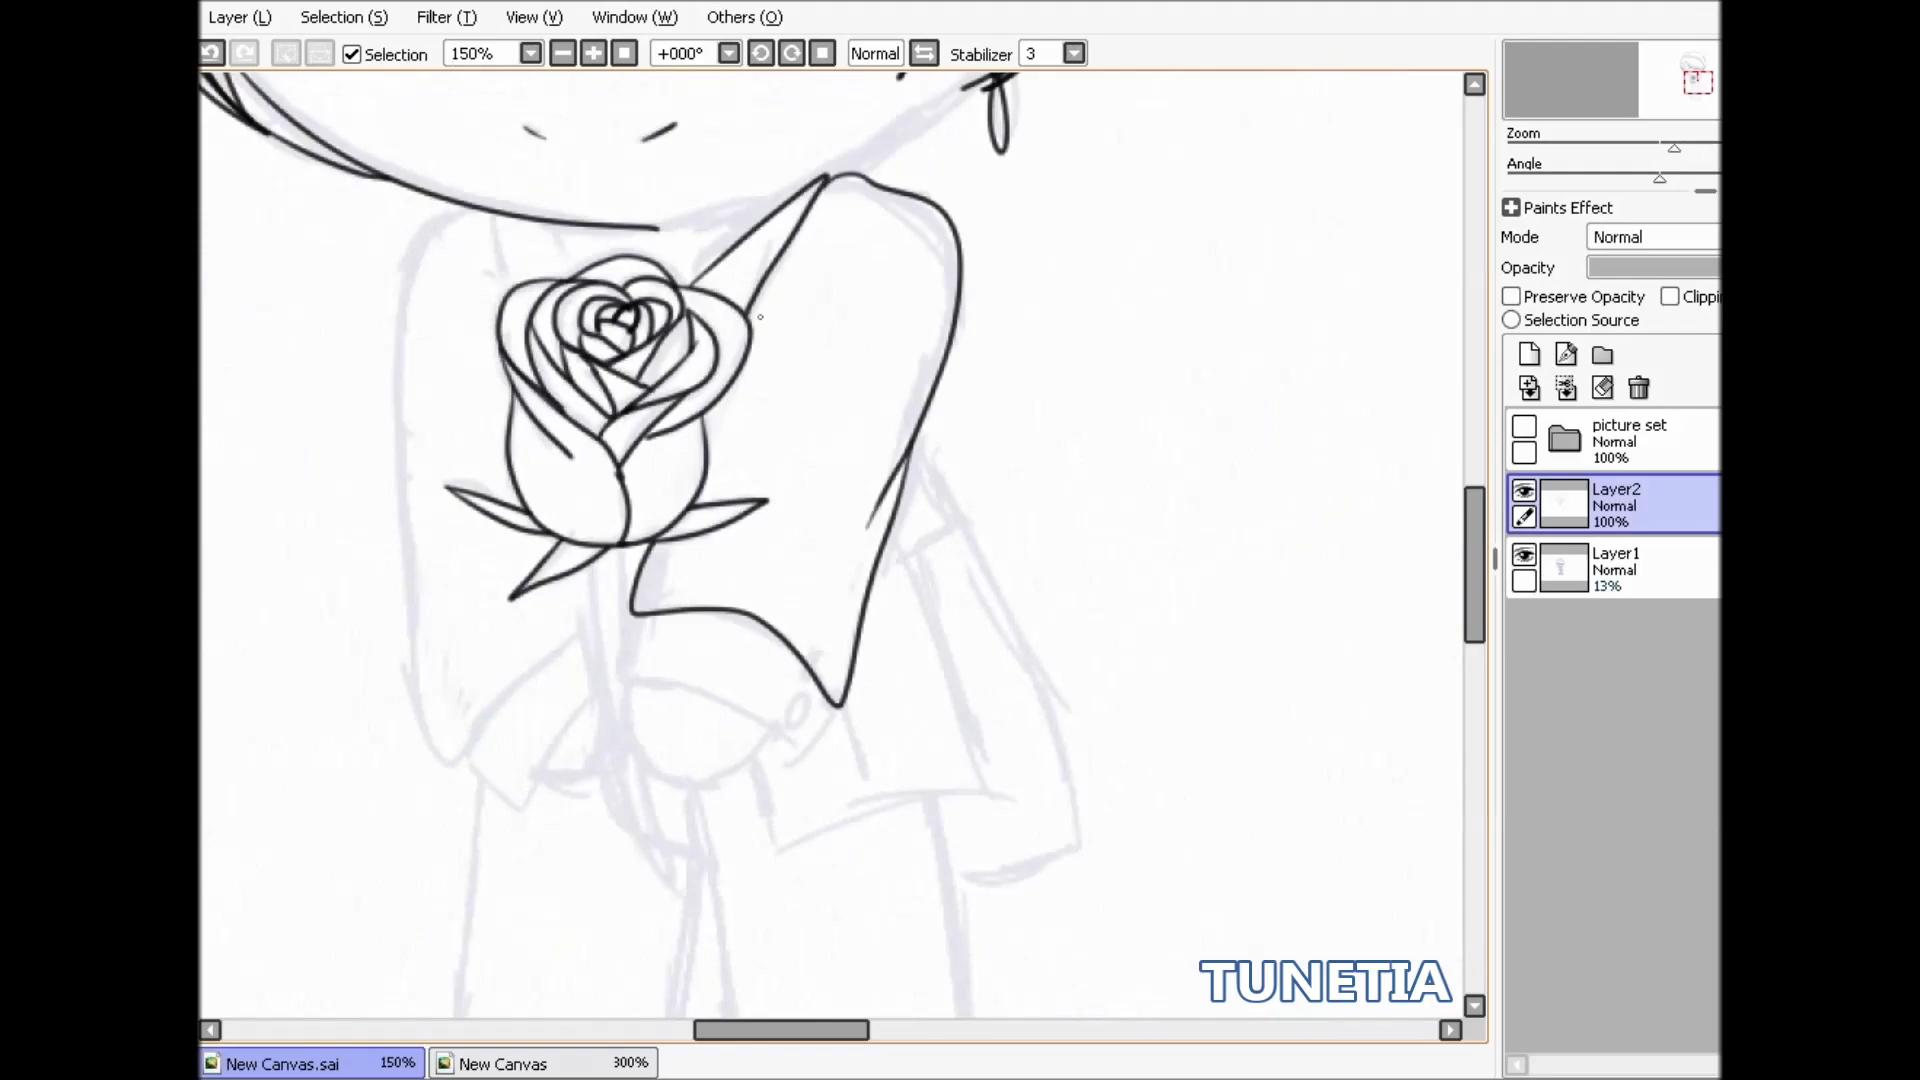 Layer (L) Selection (S) Filter (T) View (V) Window (W) Others (O)
Selection 150% +000° Normal Stabilizer 3
Zoom
Angle
Paints Effect
Mode Normal
Opacity
Preserve Opacity Clippi
Selection Source
picture set
Normal
100%
Layer2
Normal
100%
Layer1
Normal
13%
TUNETIA
New Canvas.sai 150% New Canvas 300%